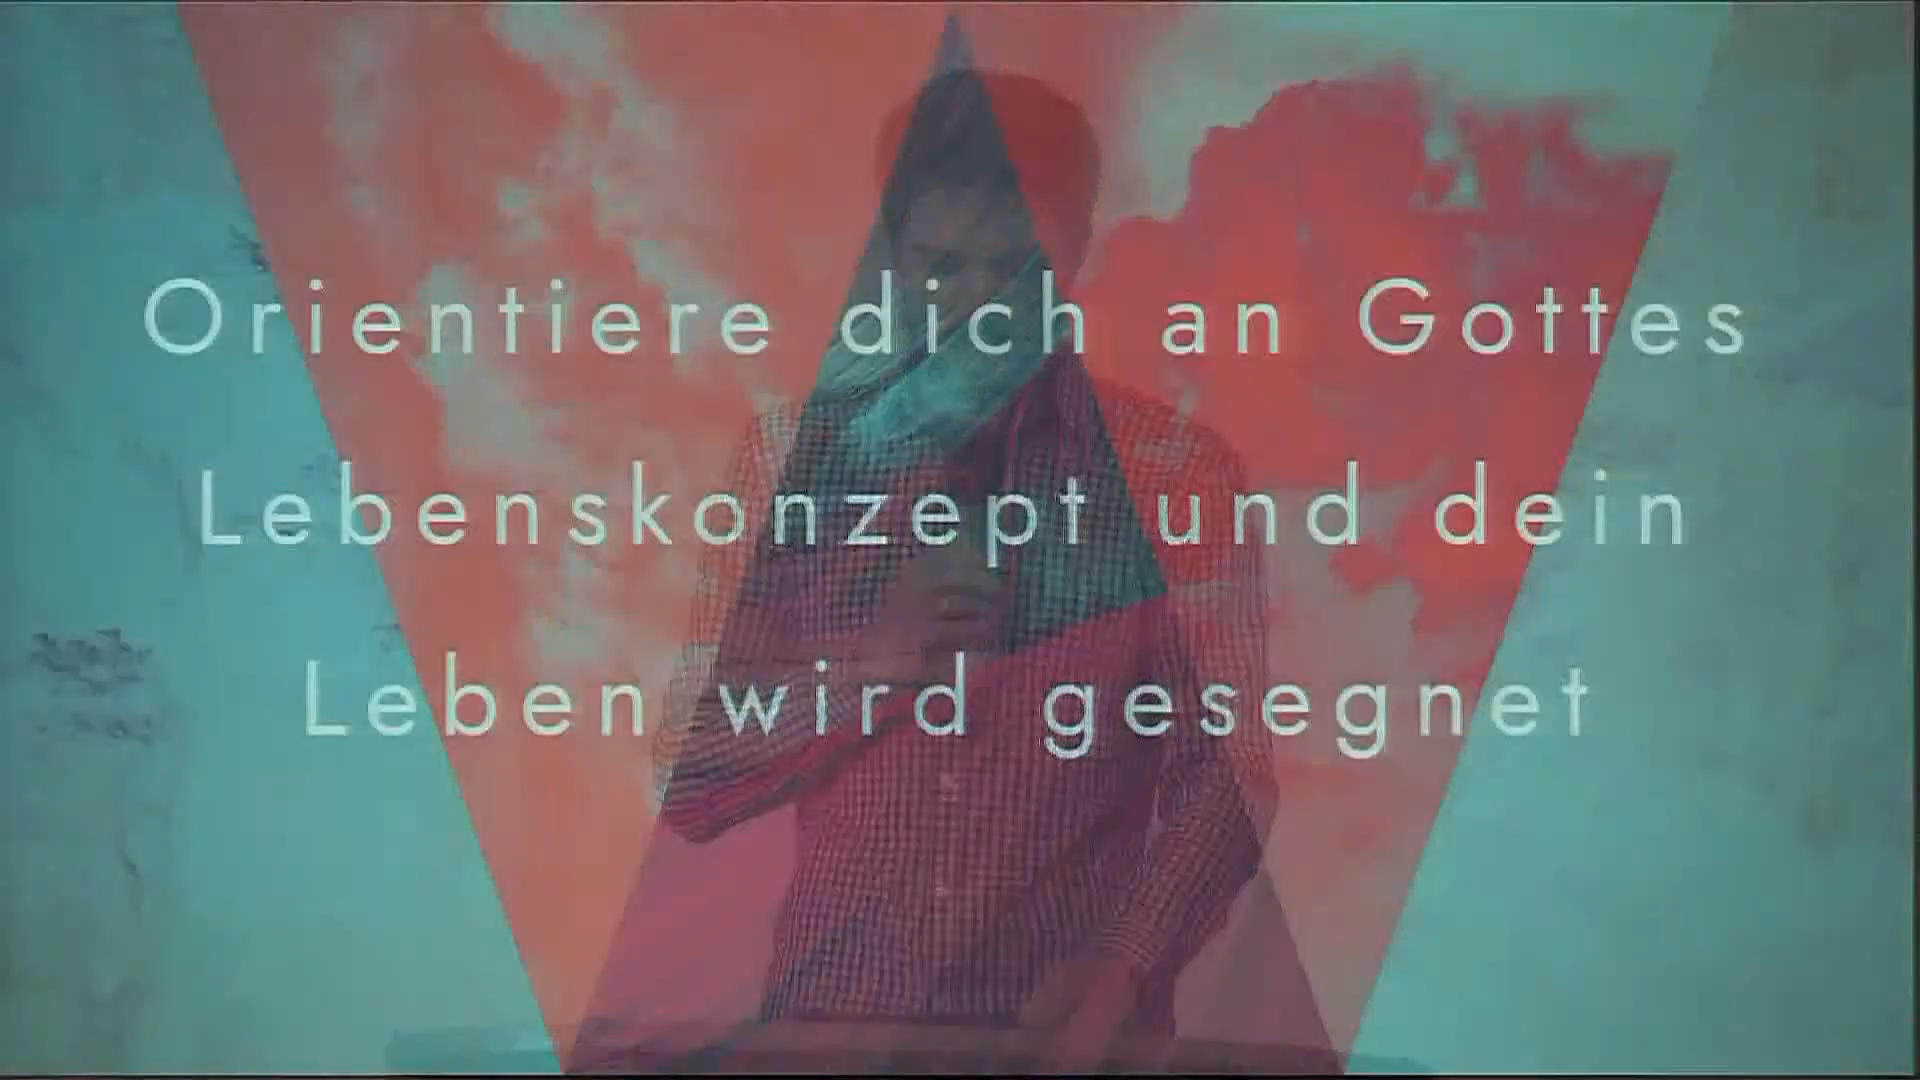 Orientiere dich an Gottes
Lebenskonzept und dein
Leben wird gesegnet